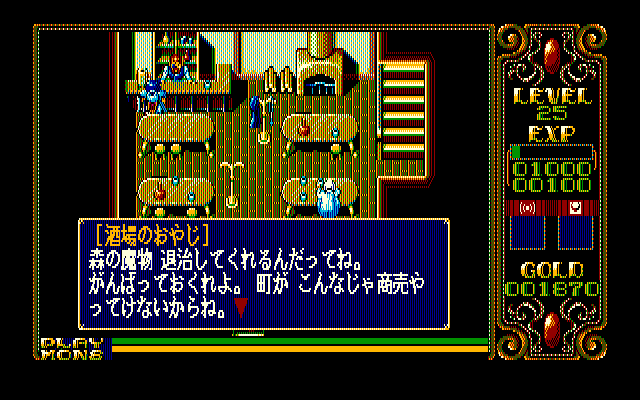 LEVEL
25
EXP
01000
00100
GOLD
001870
[酒場のおやじ]
森の魔物 退治してくれるんだってね。
がんばっておくれよ。 町が こんなじゃ商売や
ってけないからね。
PLAY
MONS